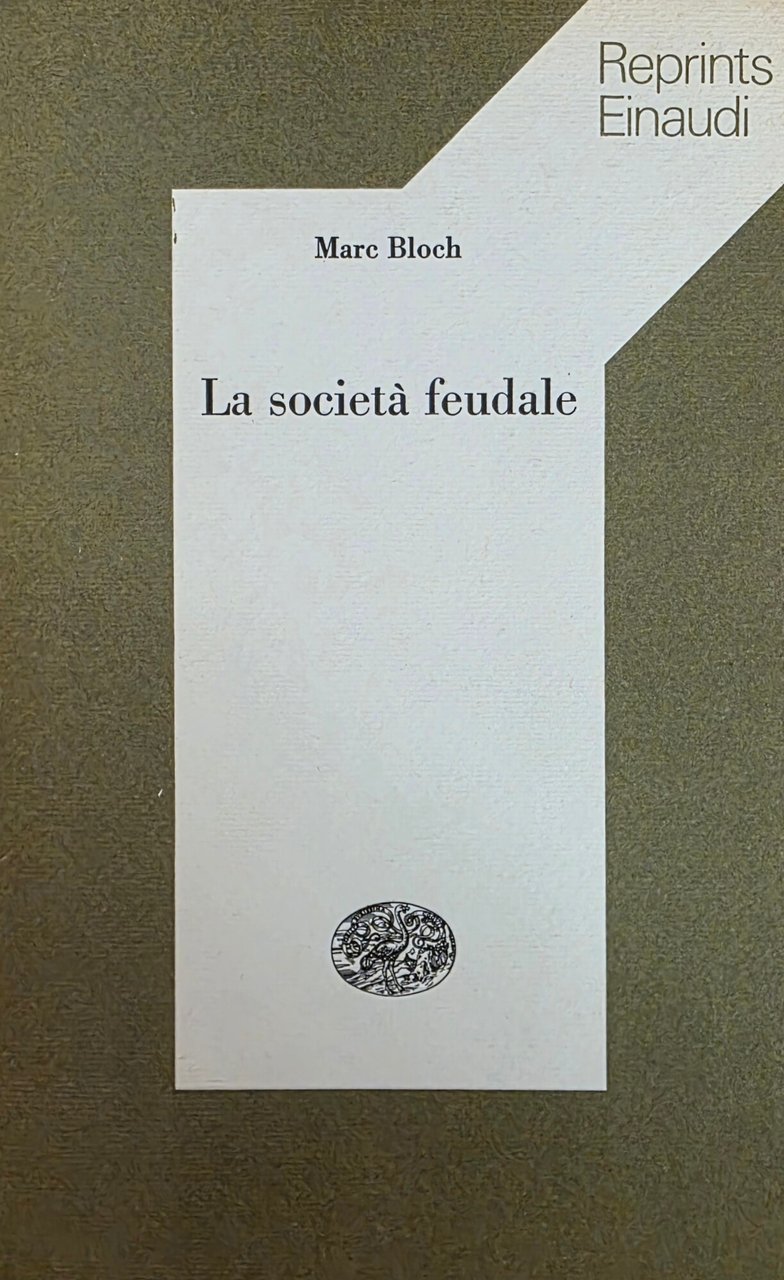 Reprints
Einaudi
Marc Bloch
La società feudale